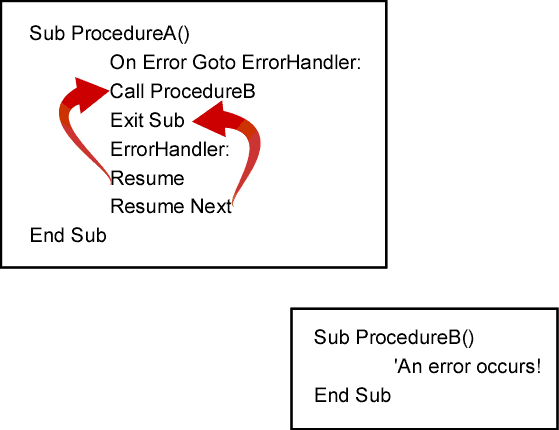 Sub ProcedureA()
On Error Goto ErrorHandler:
Call ProcedureB
Exit Sub
ErrorHandler:
Resume
Resume Next
End Sub
Sub ProcedureB()
'An error occurs!
End Sub